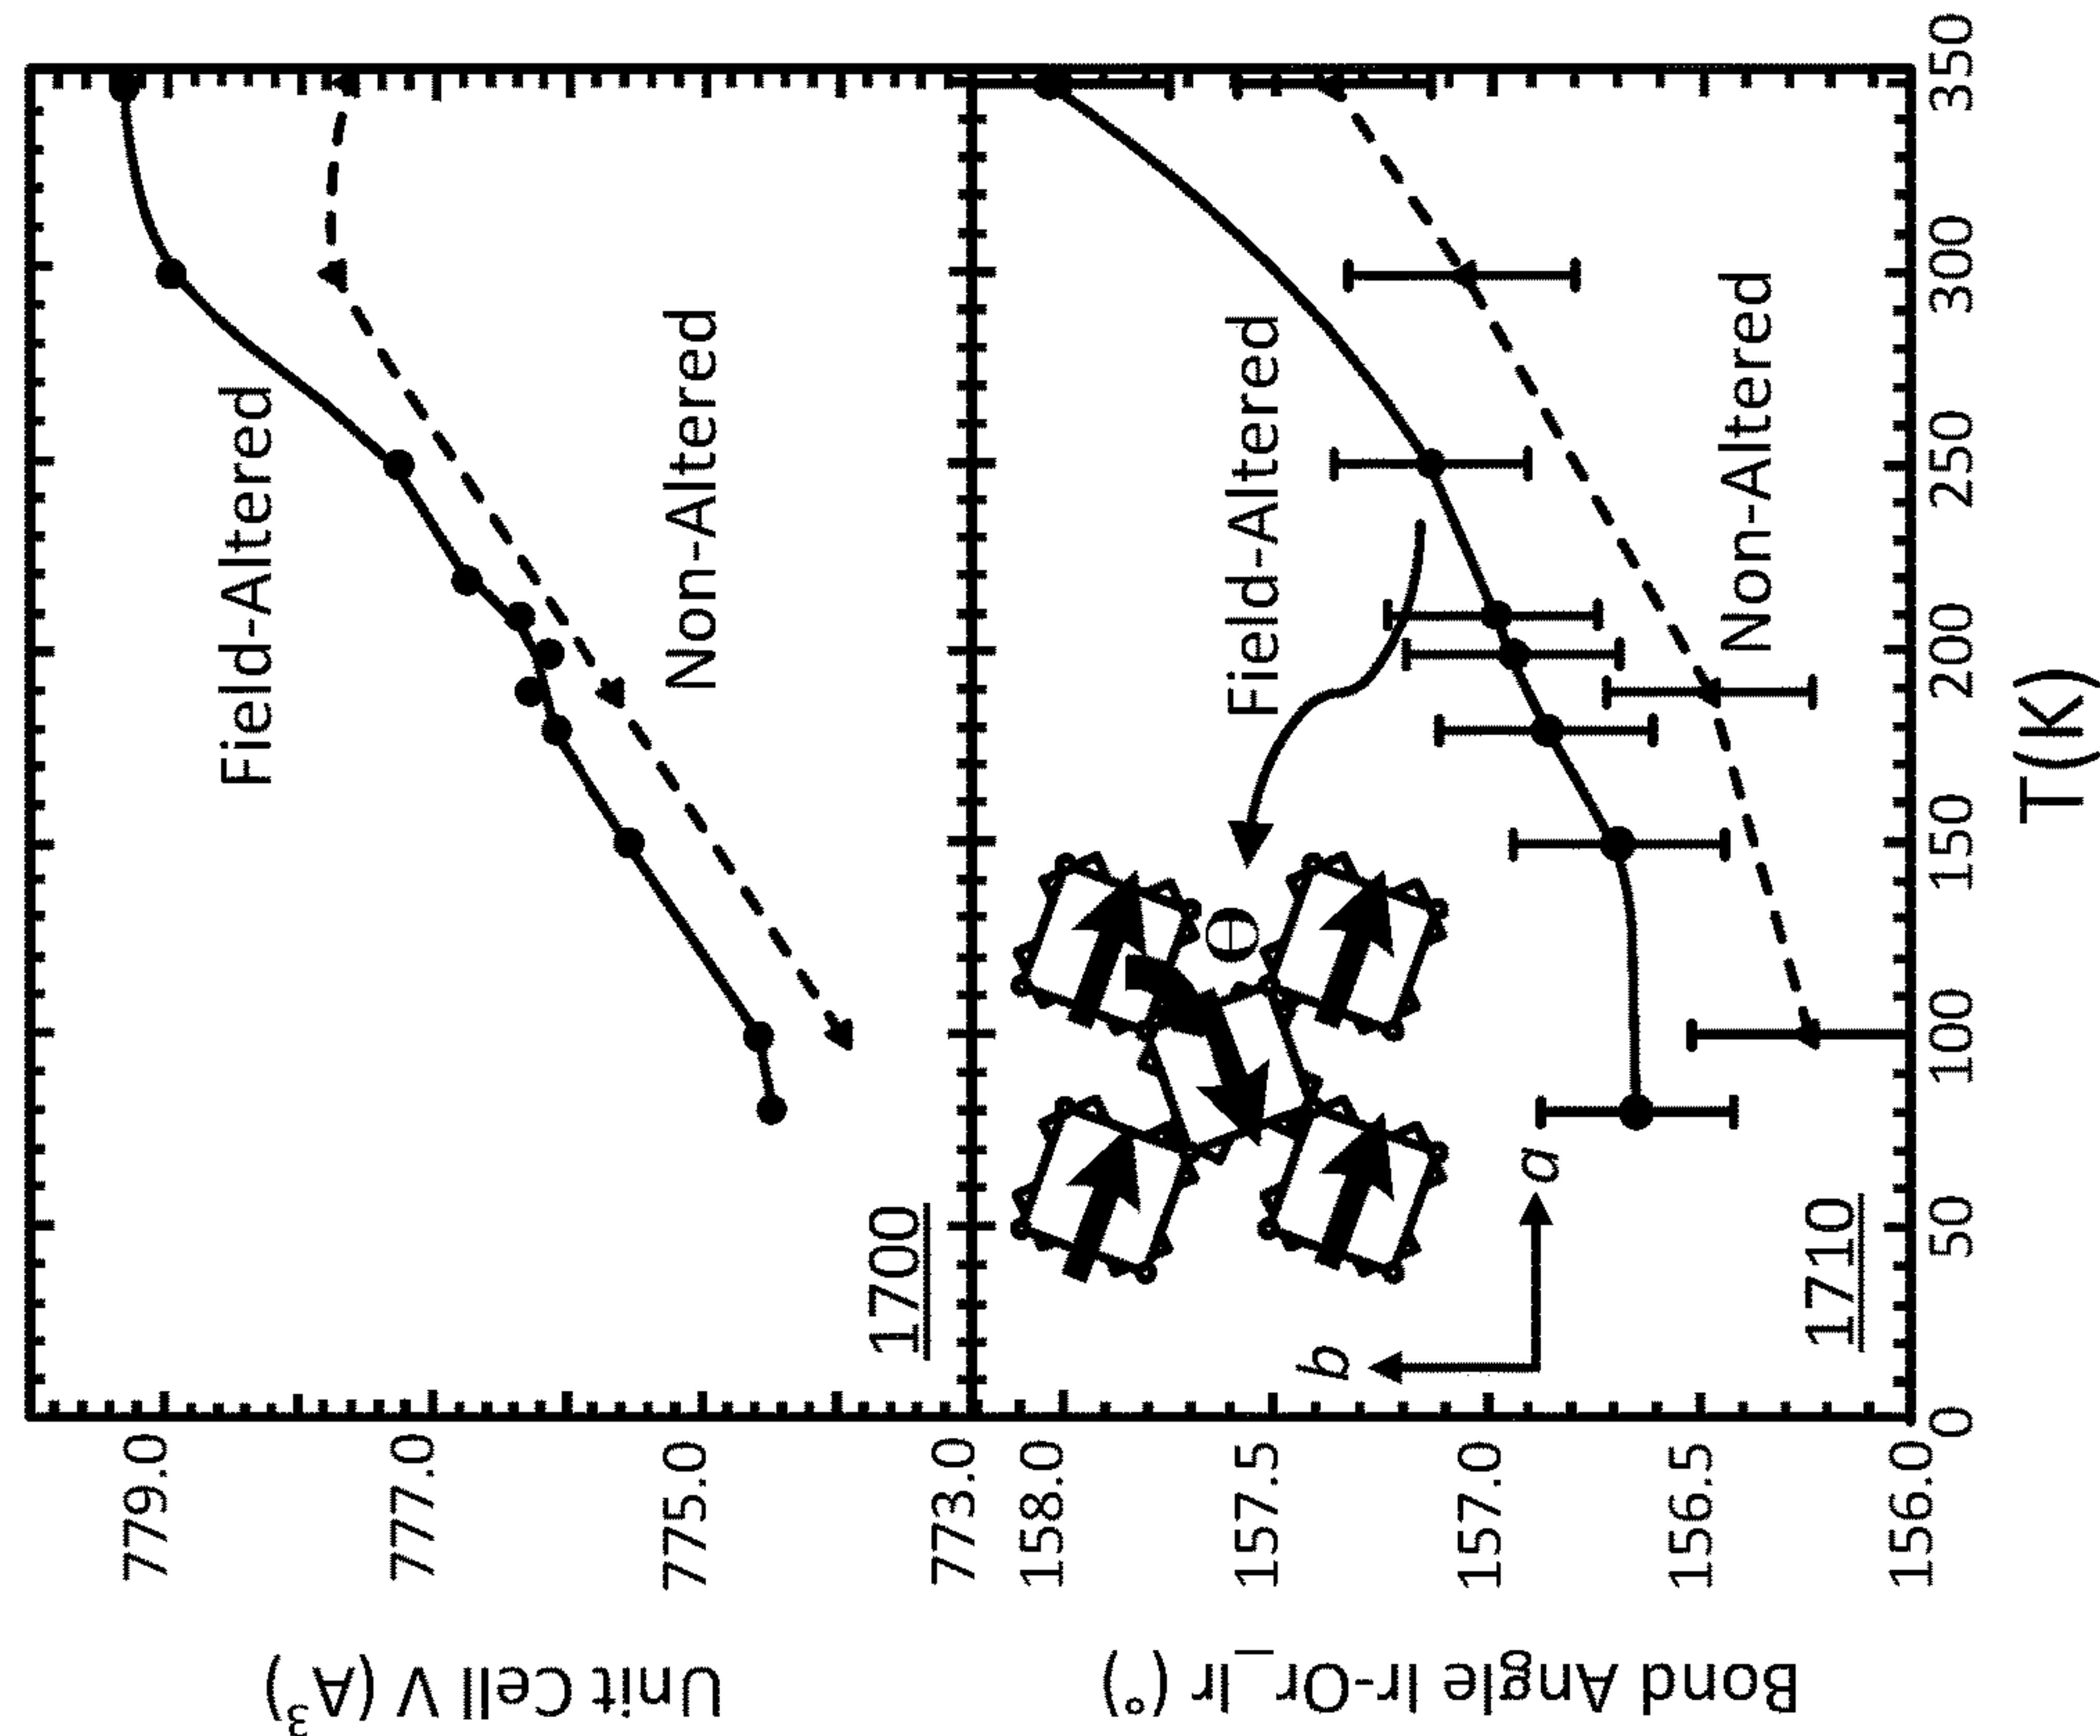 Unit Cell V (A³)
779.0
777.0
775.0
773.0
Field-Altered
Non-Altered
1700
Bond Angle Ir-Or_Ir (°)
158.0
157.5
157.0
156.5
156.0
Field-Altered
Non-Altered
Θ
b
a
1710
0
50
100
150
200
250
300
350
T(K)